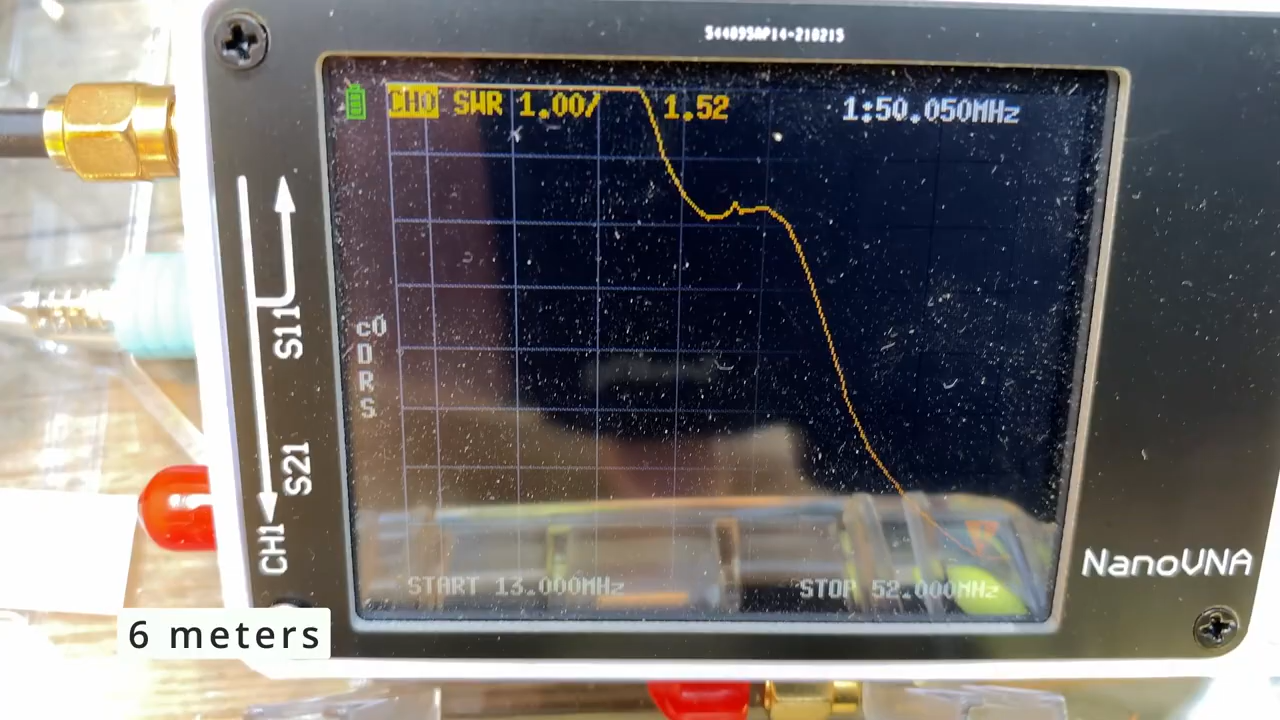 S4409SAP14-210215
CH0 SWR 1.00/ 1.52 1:50.050MHz
S11
c0
D
R
S
S21
CH1
START 13.000MHz STOP 52.000MHz
NanoVNA
6 meters